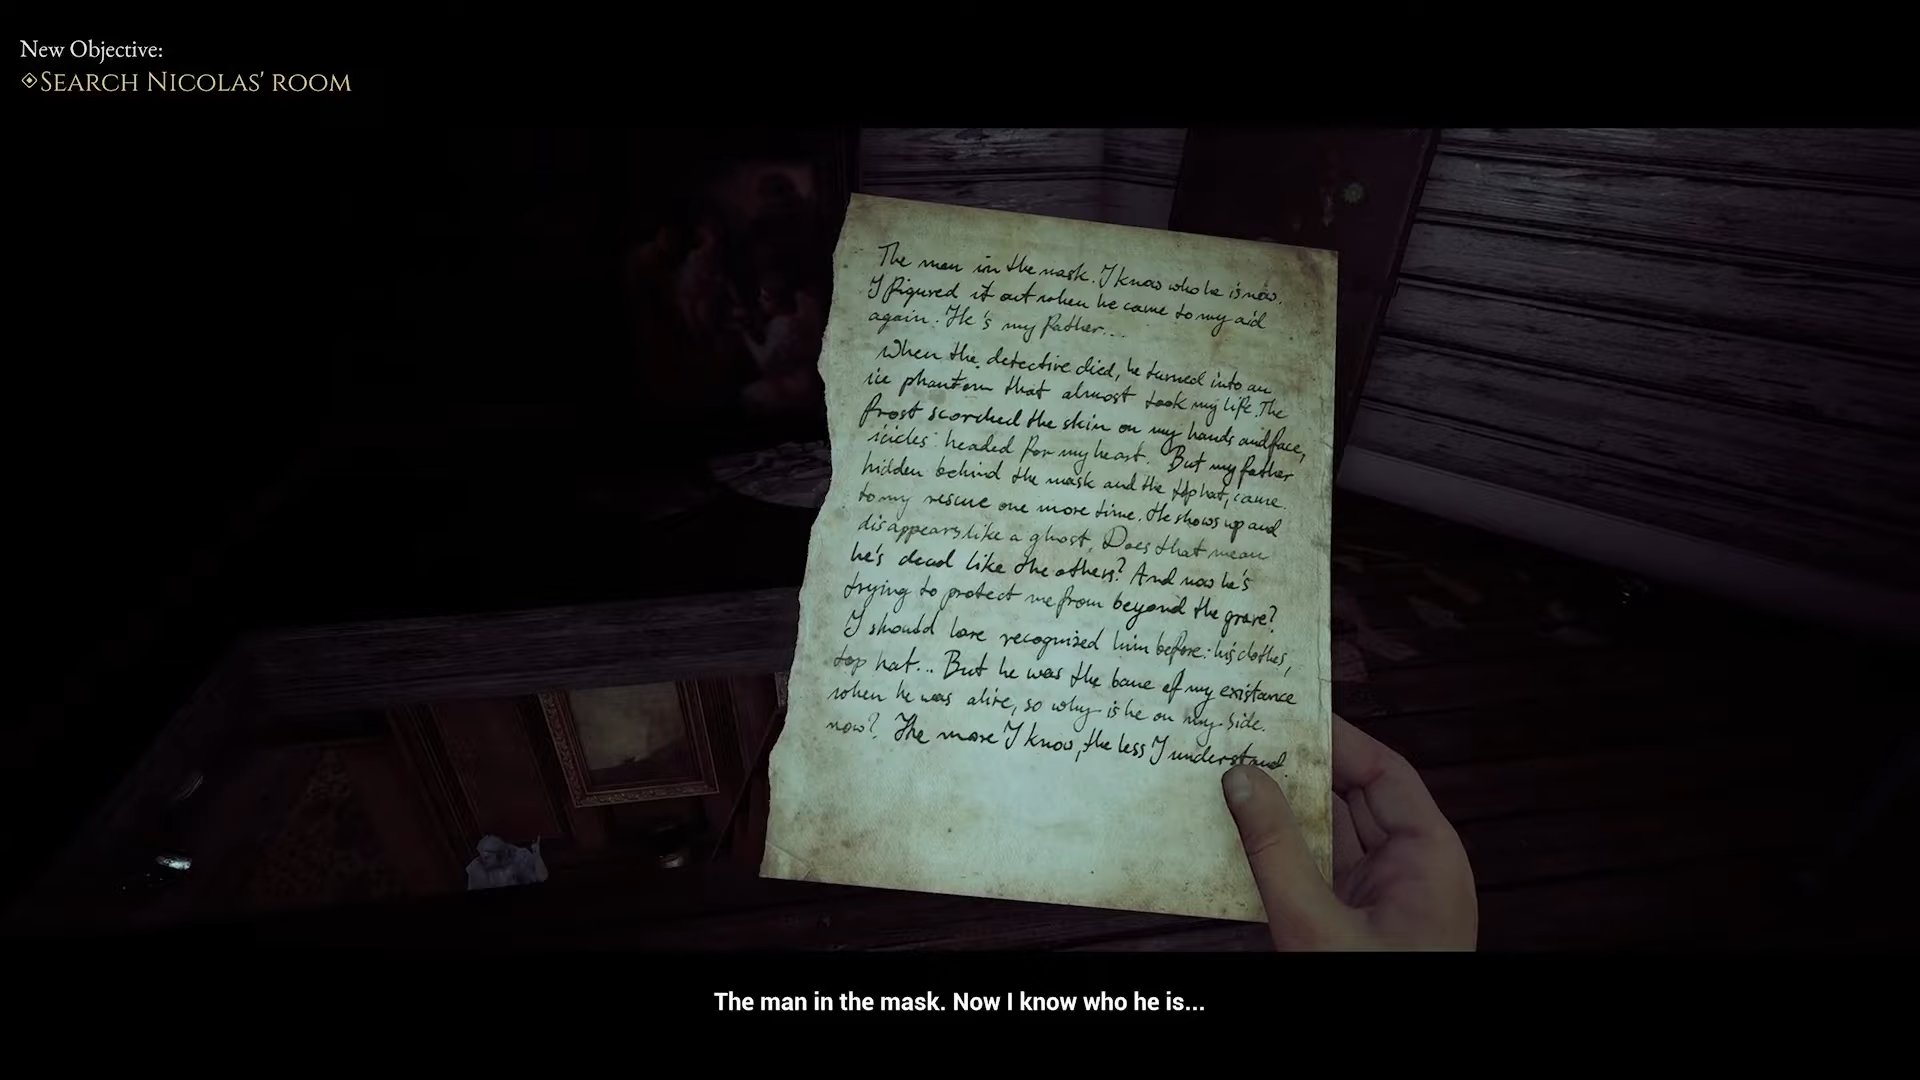 New Objective:
SEARCH NICOLAS' ROOM
The man in the mask. I know who he is now.
I figured it out when he came to my aid
again. He's my father...
When the detective died, he turned into an
ice phantom that almost took my life. The
frost scorched the skin on my hands and face,
icicles headed for my heart. But my father
hidden behind the mask and the top hat, came
to my rescue one more time. He shows up and
disappears like a ghost. Does that mean
he's dead like the others? And now he's
trying to protect me from beyond the grave?
I should have recognized him before: his clothes,
top hat... But he was the bane of my existance
when he was alive, so why is he on my side.
now? The more I know, the less I understand.
The man in the mask. Now I know who he is...